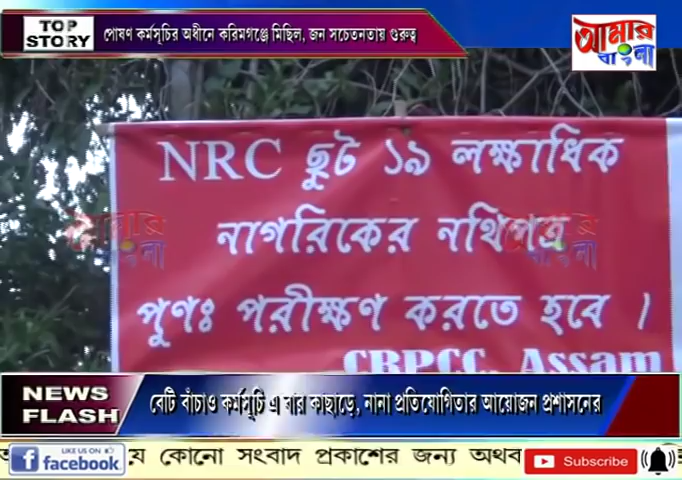 TOP STORY
পোষণ কর্মসূচির অধীনে করিমগঞ্জে মিছিল, জন সচেতনতায় গুরুত্ব
আমার বাংলা
NRC ছুট ১৯ লক্ষাধিক
নাগরিকের নথিপত্র
পুণঃ পরীক্ষণ করতে হবে ।
CRPCC, Assam
NEWS FLASH
বেটি বাঁচাও কর্মসূচি এ বার কাছাড়ে, নানা প্রতিযোগিতার আয়োজন প্রশাসনের
LIKE US ON
facebook
যে কোনো সংবাদ প্রকাশের জন্য অথব
Subscribe